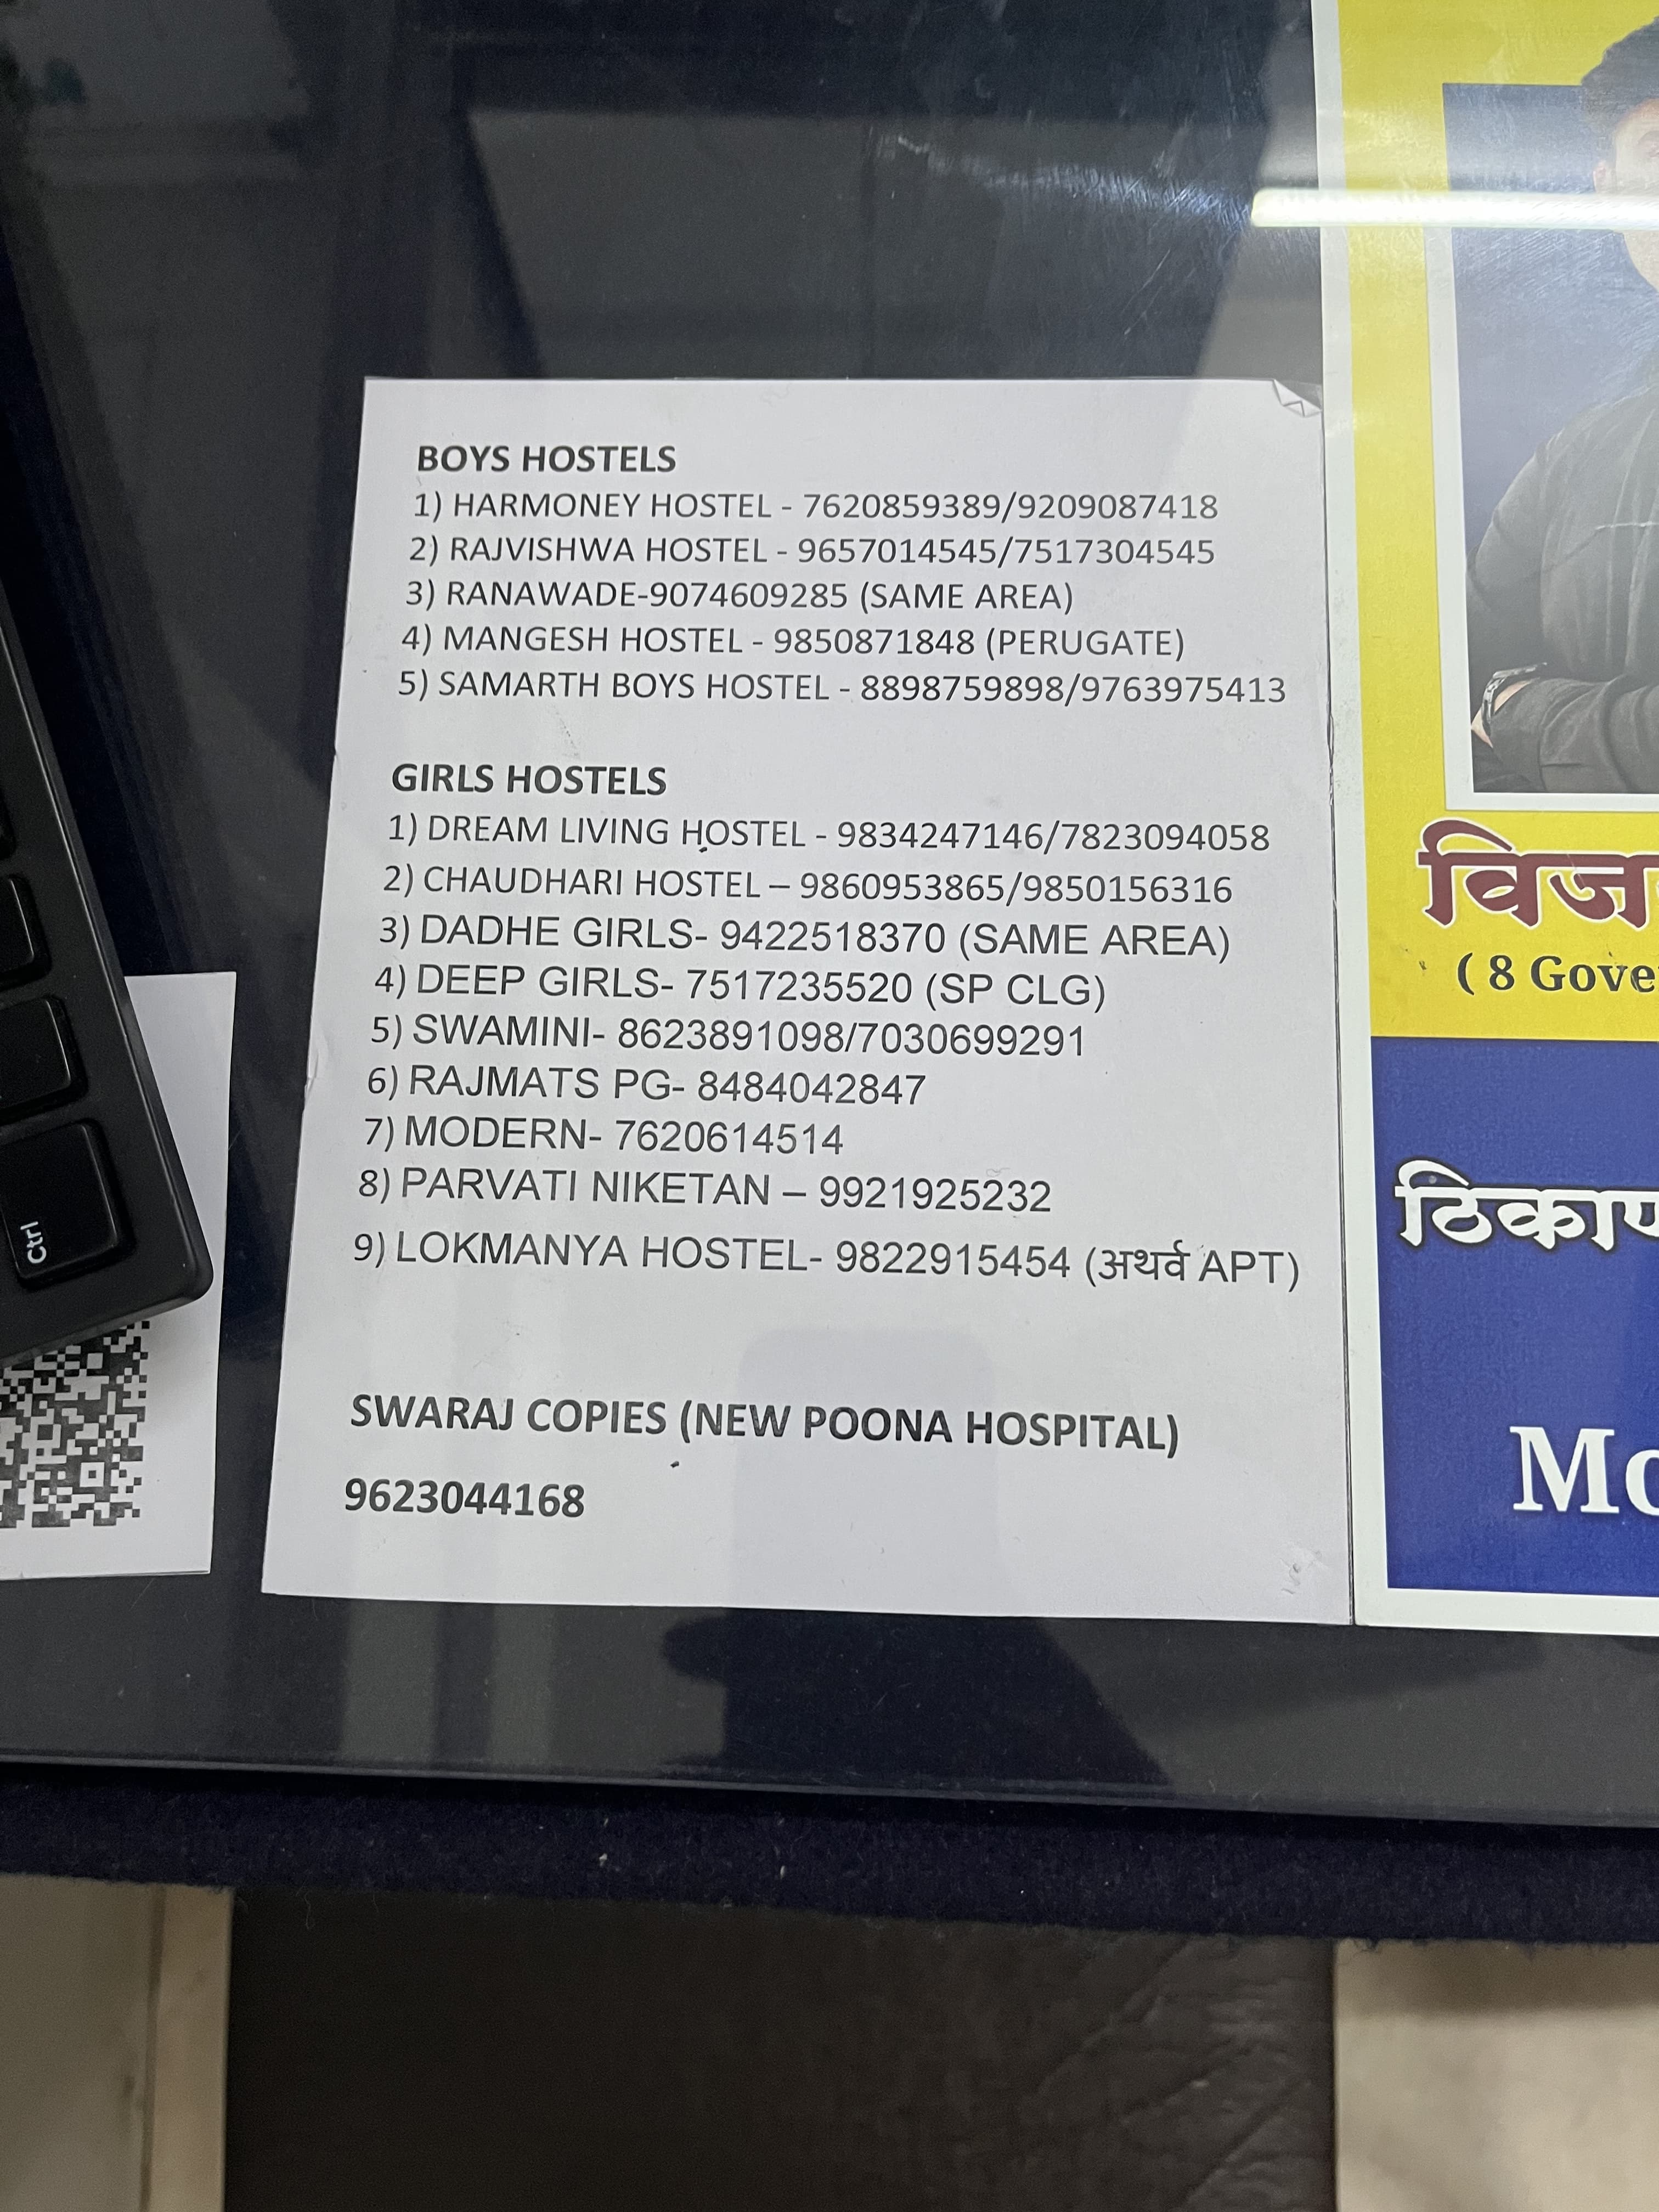 BOYS HOSTELS
1) HARMONEY HOSTEL - 7620859389/9209087418
2) RAJVISHWA HOSTEL - 9657014545/7517304545
3) RANAWADE-9074609285 (SAME AREA)
4) MANGESH HOSTEL - 9850871848 (PERUGATE)
5) SAMARTH BOYS HOSTEL - 8898759898/9763975413
GIRLS HOSTELS
1) DREAM LIVING HOSTEL - 9834247146/7823094058
2) CHAUDHARI HOSTEL – 9860953865/9850156316
3) DADHE GIRLS- 9422518370 (SAME AREA)
4) DEEP GIRLS- 7517235520 (SP CLG)
5) SWAMINI- 8623891098/7030699291
6) RAJMATS PG- 8484042847
7) MODERN- 7620614514
8) PARVATI NIKETAN – 9921925232
9) LOKMANYA HOSTEL- 9822915454 (अथर्व APT)
SWARAJ COPIES (NEW POONA HOSPITAL)
9623044168
Ctrl
विज
( 8 Gove
ठिकाण
Mo